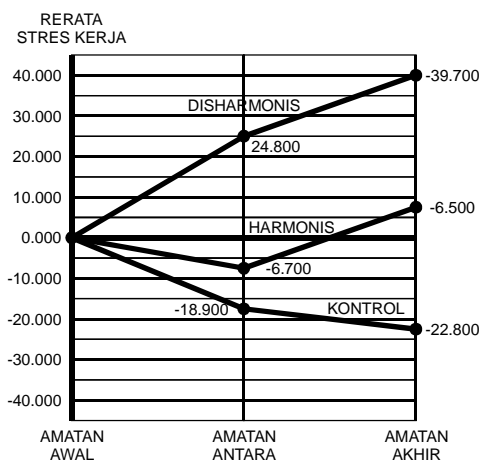 RERATA
STRES KERJA
40.000
30.000
20.000
10.000
0.000
-10.000
-20.000
-30.000
-40.000
DISHARMONIS
-39.700
24.800
HARMONIS
-6.500
-6.700
-18.900
KONTROL
-22.800
AMATAN
AWAL
AMATAN
ANTARA
AMATAN
AKHIR